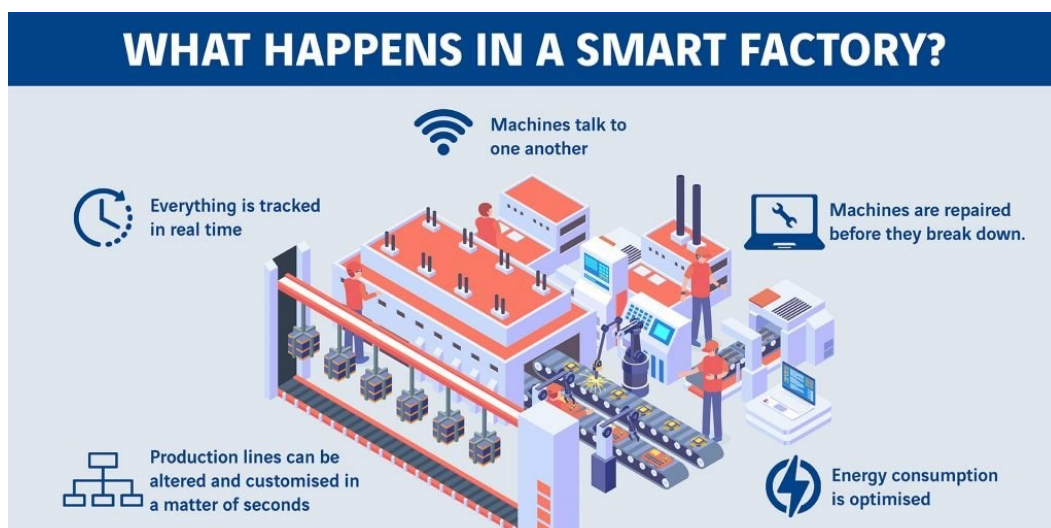 WHAT HAPPENS IN A SMART FACTORY?
Machines talk to
one another
Everything is tracked
in real time
Machines are repaired
before they break down.
Production lines can be
altered and customised in
a matter of seconds
Energy consumption
is optimised